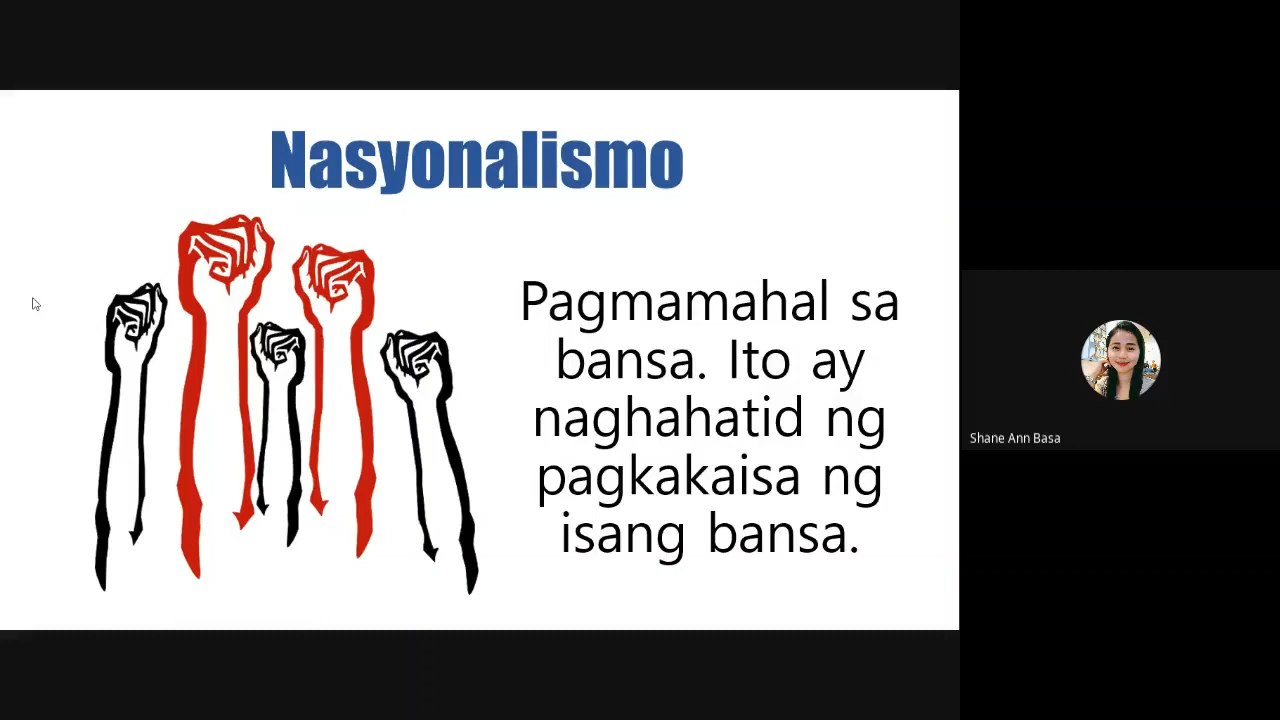 Nasyonalismo
Pagmamahal sa
bansa. Ito ay
naghahatid ng
pagkakaisa ng
isang bansa.
Shane Ann Basa